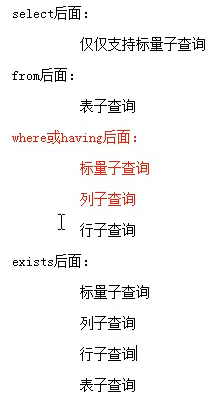 select后面：
仅仅支持标量子查询
from后面：
表子查询
where或having后面：
标量子查询
列子查询
行子查询
exists后面：
标量子查询
列子查询
行子查询
表子查询